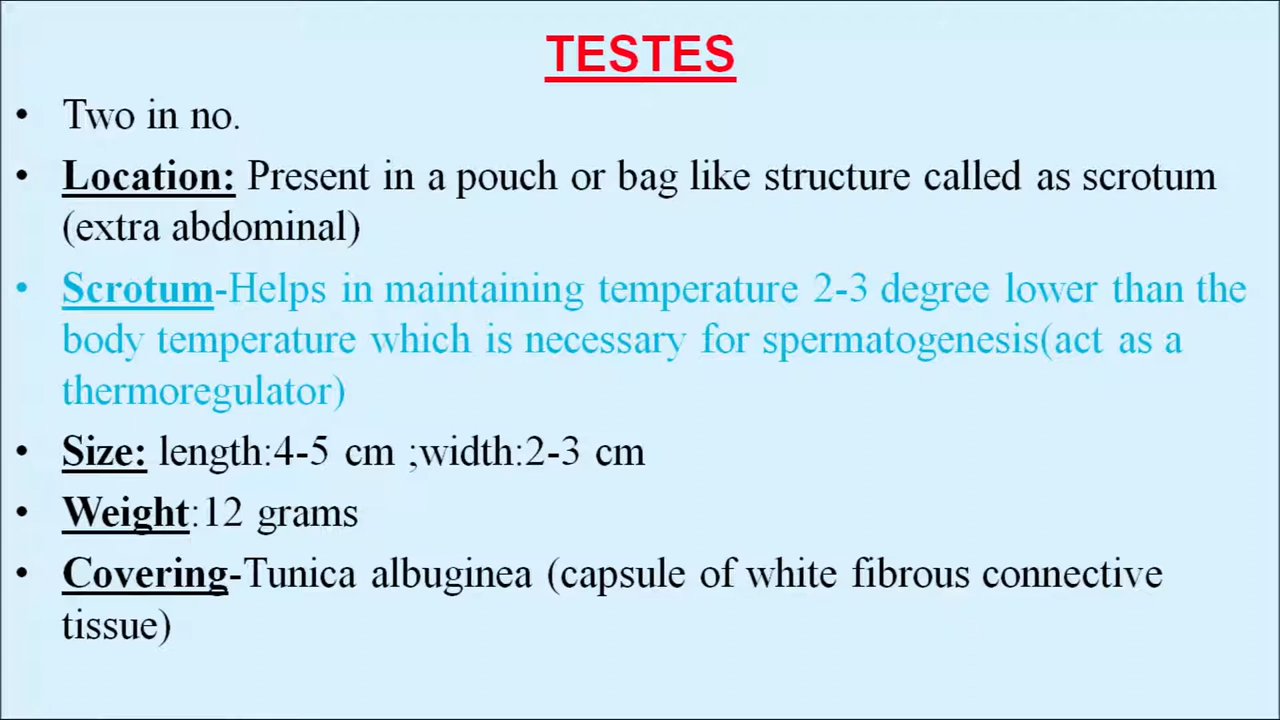 TESTES
• Two in no.
• Location: Present in a pouch or bag like structure called as scrotum
(extra abdominal)
• Scrotum-Helps in maintaining temperature 2-3 degree lower than the
body temperature which is necessary for spermatogenesis(act as a
thermoregulator)
• Size: length:4-5 cm ;width:2-3 cm
• Weight:12 grams
• Covering-Tunica albuginea (capsule of white fibrous connective
tissue)